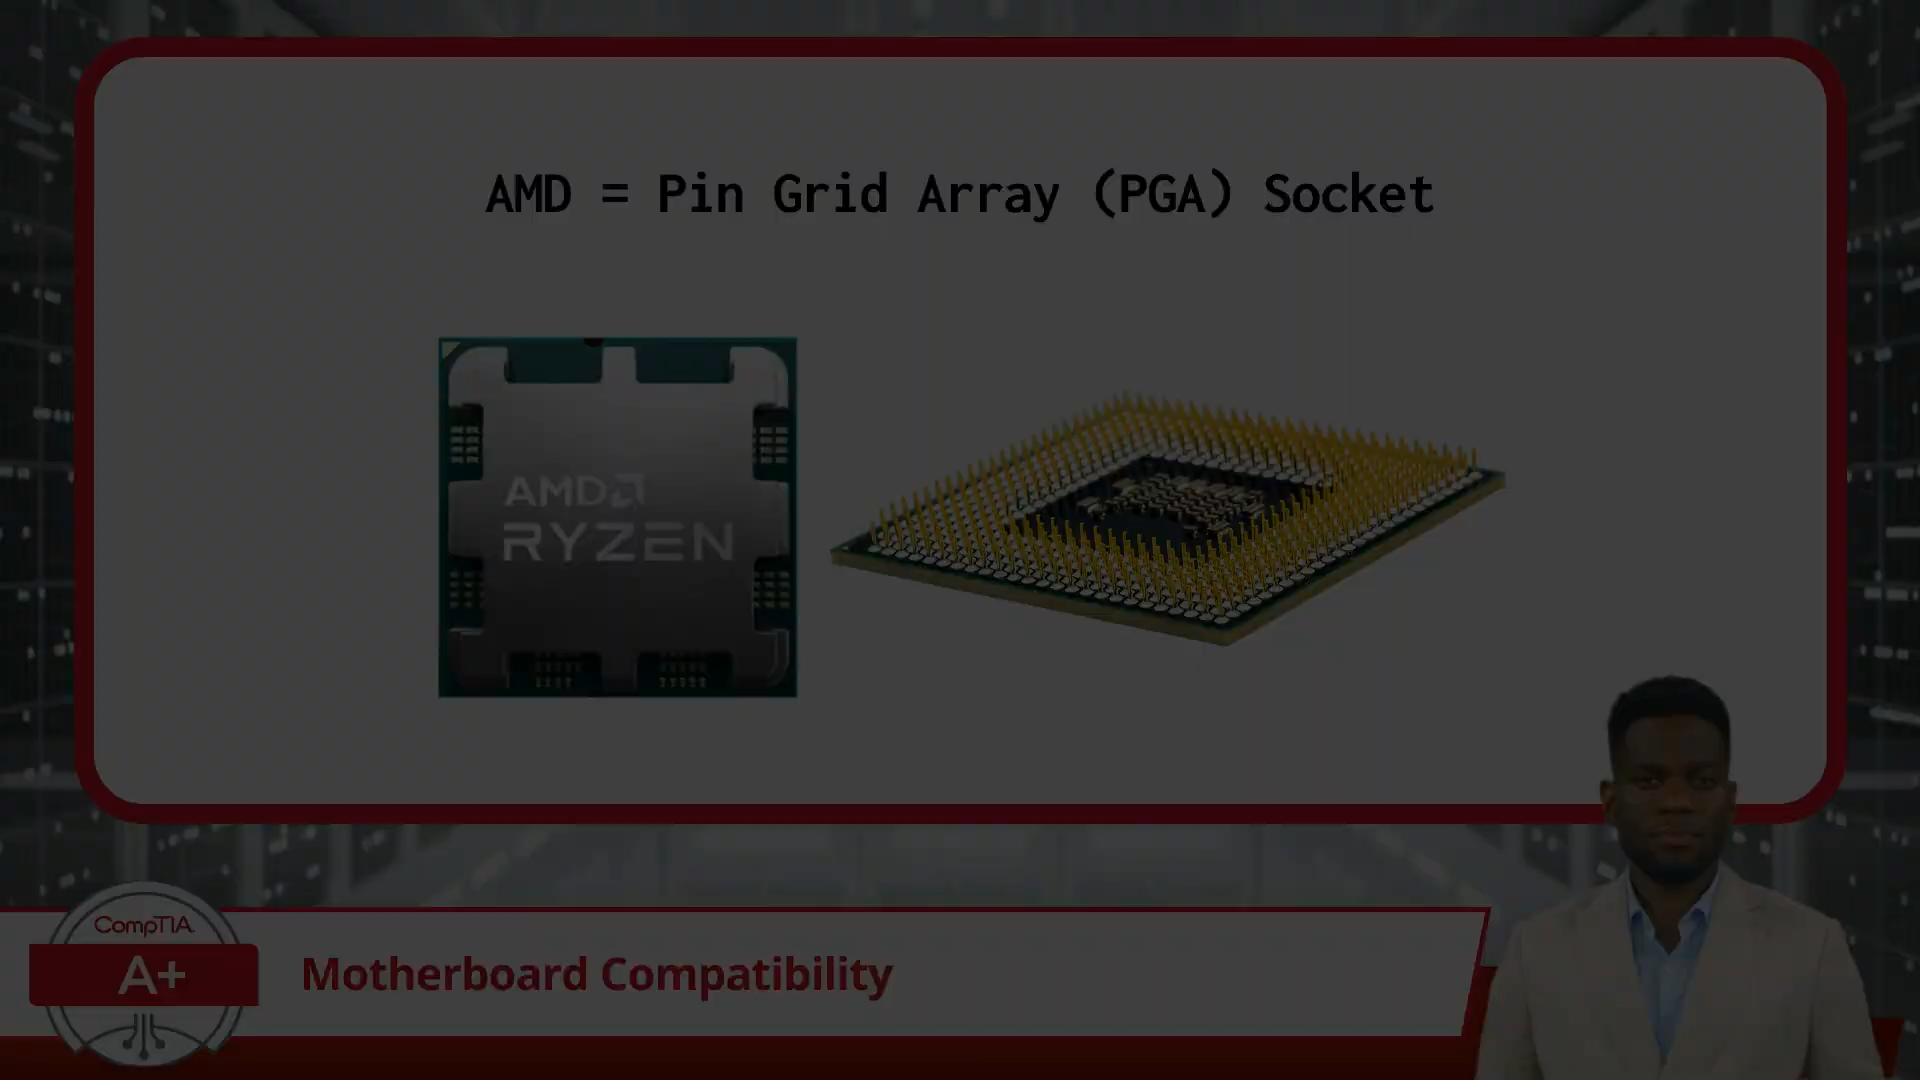 AMD = Pin Grid Array (PGA) Socket
AMD
RYZEN
CompTIA.
A+
Motherboard Compatibility